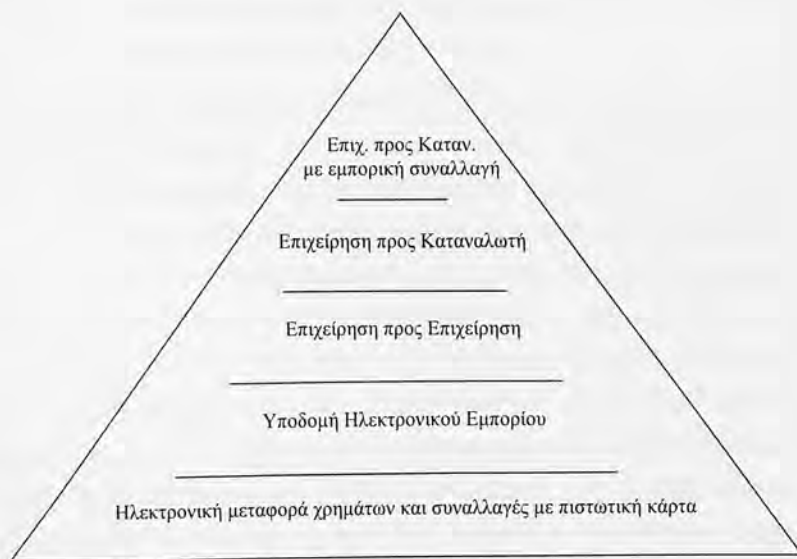 Επιχ. προς Καταν.
με εμπορική συναλλαγή
Επιχείρηση προς Καταναλωτή
Επιχείρηση προς Επιχείρηση
Υποδομή Ηλεκτρονικού Εμπορίου
Ηλεκτρονική μεταφορά χρημάτων και συναλλαγές με πιστωτική κάρτα